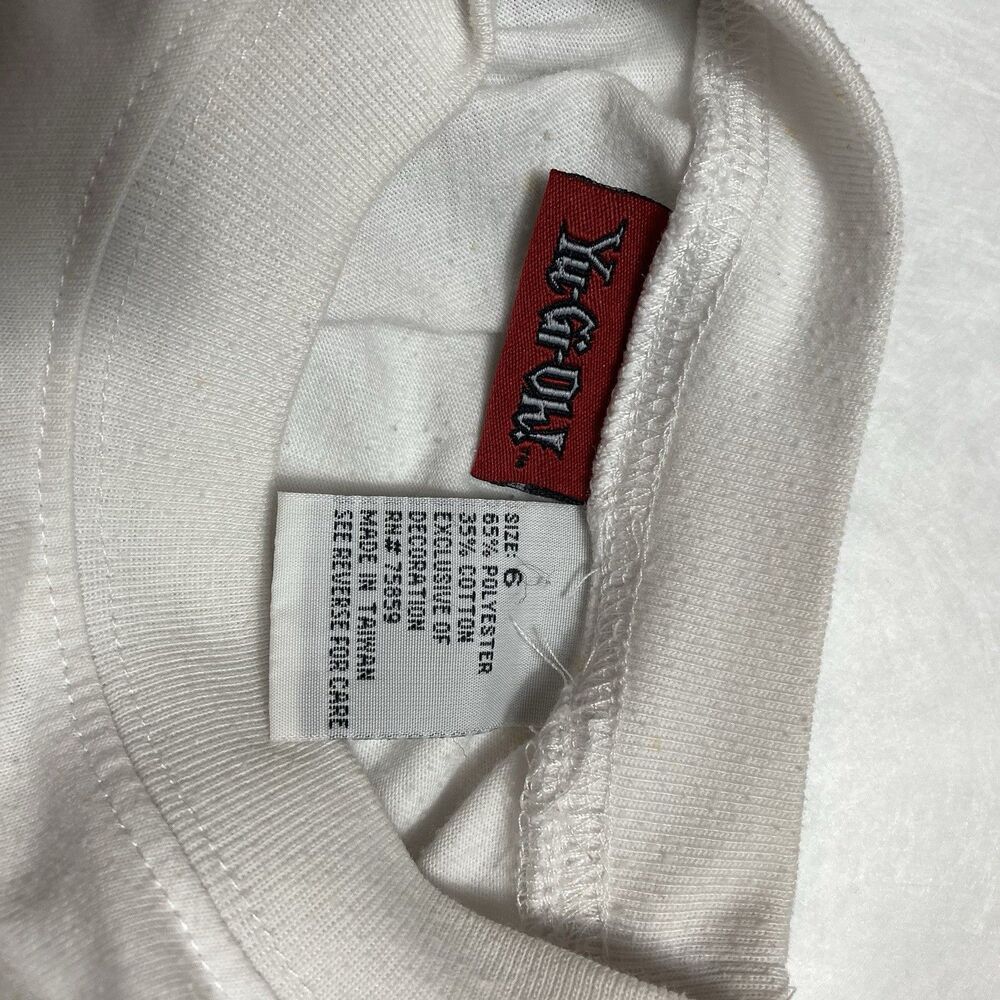 Yu-Gi-Oh!™
SIZE: 6
65% POLYESTER
35% COTTON
EXCLUSIVE OF
DECORATION
RN# 75859
MADE IN TAIWAN
SEE REVERSE FOR CARE